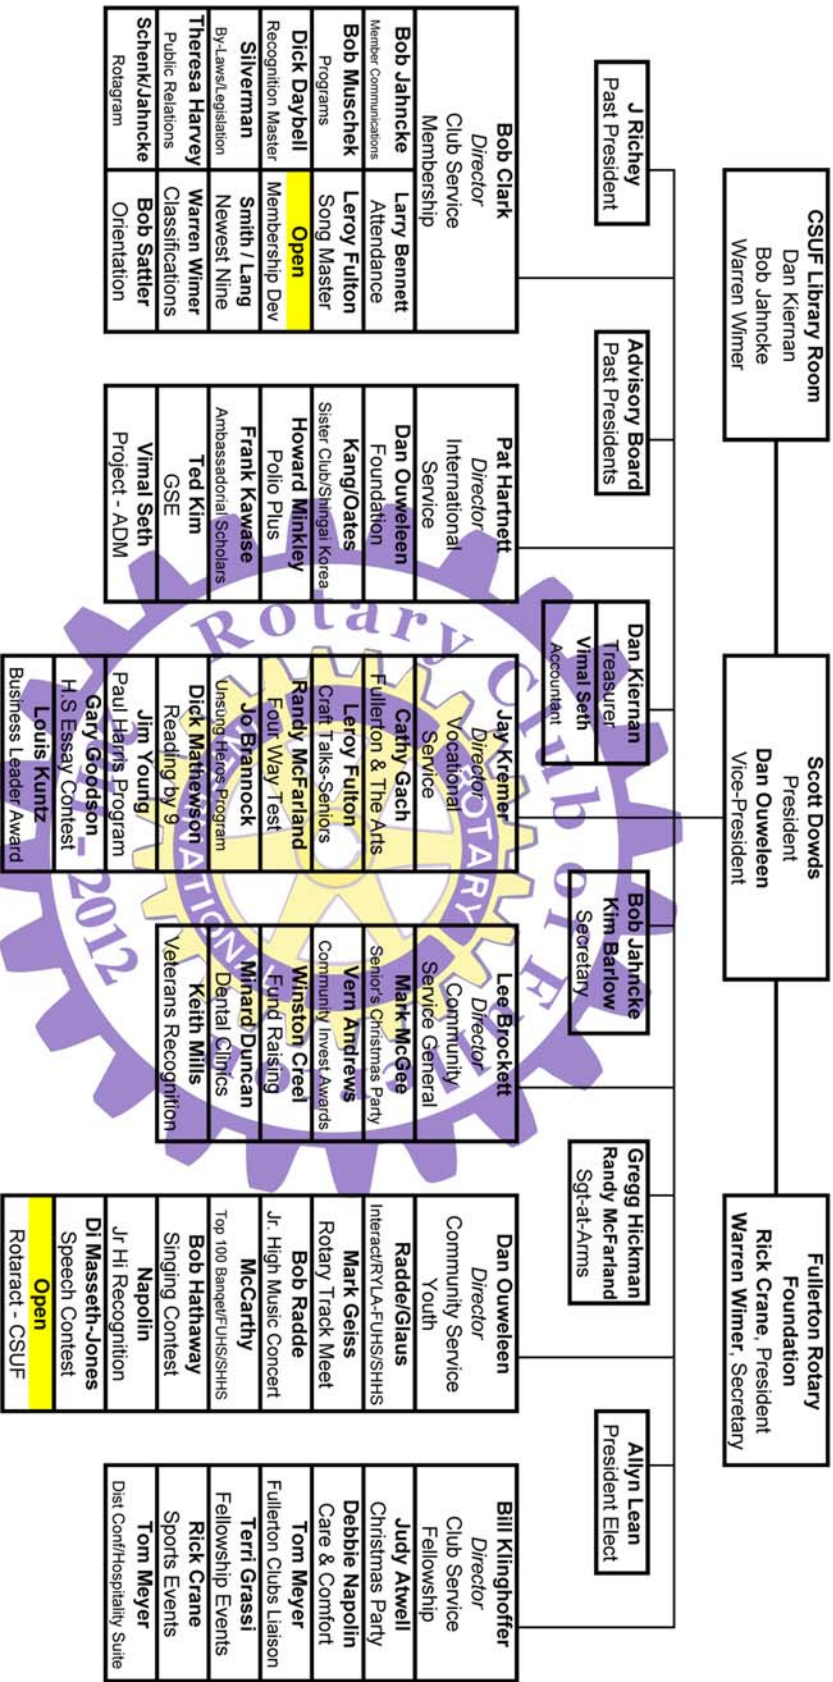 CSUF Library Room
Dan Kiernan
Bob Jahncke
Warren Wimer
Scott Dowds
President
Dan Ouweleen
Vice-President
Fullerton Rotary
Foundation
Rick Crane, President
Warren Wimer, Secretary
J Richey
Past President
Advisory Board
Past Presidents
Dan Kiernan
Treasurer
Vimal Seth
Accountant
Bob Jahncke
Kim Barlow
Secretary
Gregg Hickman
Randy McFarland
Sgt-at-Arms
Allyn Lean
President Elect
Bob Clark
Director
Club Service
Membership
Bob Jahncke
Member Communications
Larry Bennett
Attendance
Bob Muschek
Programs
Leroy Fulton
Song Master
Dick Daybell
Recognition Master
Open
Membership Dev
Silverman
By-Laws/Legislation
Smith / Lang
Newest Nine
Theresa Harvey
Public Relations
Warren Wimer
Classifications
Schenk/Jahncke
Rotagram
Bob Sattler
Orientation
Pat Hartnett
Director
International
Service
Dan Ouweleen
Foundation
Kang/Oates
Sister Club/Shingai Korea
Howard Minkley
Polio Plus
Frank Kawase
Ambassadorial Scholars
Ted Kim
GSE
Vimal Seth
Project - ADM
Jay Kremer
Director
Vocational
Service
Cathy Gach
Fullerton & The Arts
Leroy Fulton
Craft Talks-Seniors
Randy McFarland
Four Way Test
Jo Brannock
Unsung Heros Program
Dick Mathewson
Reading by 9
Jim Young
Paul Harris Program
Gary Goodson
H.S Essay Contest
Louis Kuntz
Business Leader Award
Lee Brockett
Director
Community
Service General
Mark McGee
Senior's Christmas Party
Vern Andrews
Community Invest Awards
Winston Creel
Fund Raising
Minard Duncan
Dental Clinics
Keith Mills
Veterans Recognition
Dan Ouweleen
Director
Community Service
Youth
Radde/Glaus
Interact/RYLA-FUHS/SHHS
Mark Geiss
Rotary Track Meet
Bob Radde
Jr. High Music Concert
McCarthy
Top 100 Banqet/FUHS/SHHS
Bob Hathaway
Singing Contest
Napolin
Jr Hi Recognition
Di Masseth-Jones
Speech Contest
Open
Rotaract - CSUF
Bill Klinghoffer
Director
Club Service
Fellowship
Judy Atwell
Christmas Party
Debbie Napolin
Care & Comfort
Tom Meyer
Fullerton Clubs Liaison
Terri Grassi
Fellowship Events
Rick Crane
Sports Events
Tom Meyer
Dist Conf/Hospitality Suite
Rotary Club of
ROTARY
2012